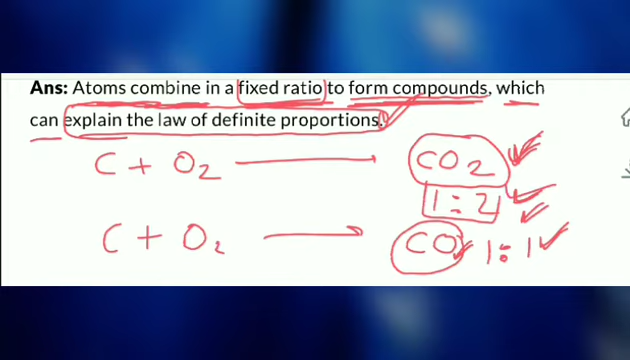 Ans: Atoms combine in a fixed ratio to form compounds, which
can explain the law of definite proportions.
C + O₂ → CO₂
1 : 2
C + O₂ → CO 1 : 1